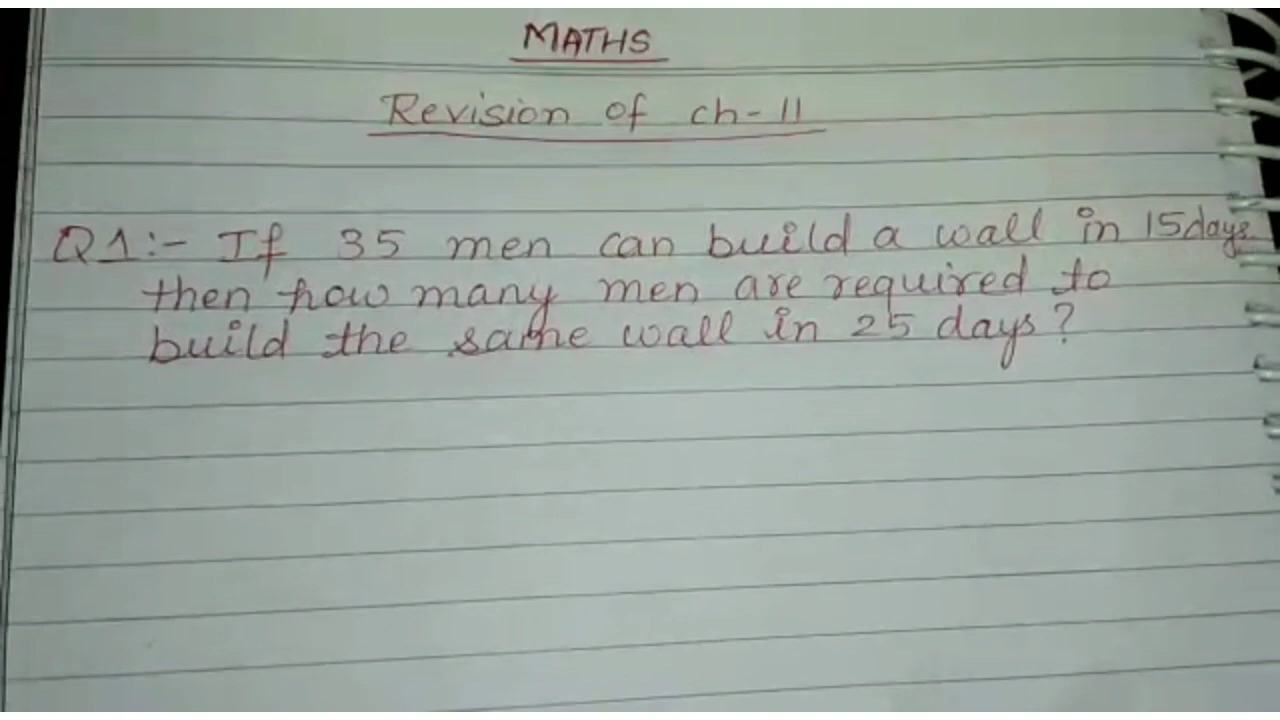 MATHS
Revision of ch-11
Q1:- If 35 men can build a wall in 15days
then how many men are required to
build the same wall in 25 days?